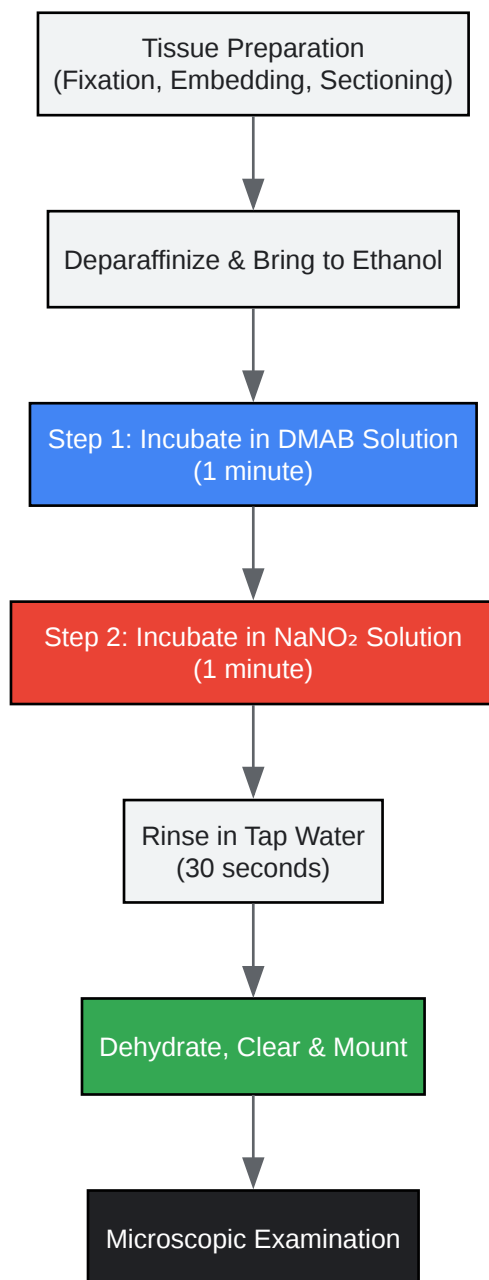 Tissue Preparation
(Fixation, Embedding, Sectioning)
Deparaffinize & Bring to Ethanol
Step 1: Incubate in DMAB Solution
(1 minute)
Step 2: Incubate in NaNO₂ Solution
(1 minute)
Rinse in Tap Water
(30 seconds)
Dehydrate, Clear & Mount
Microscopic Examination